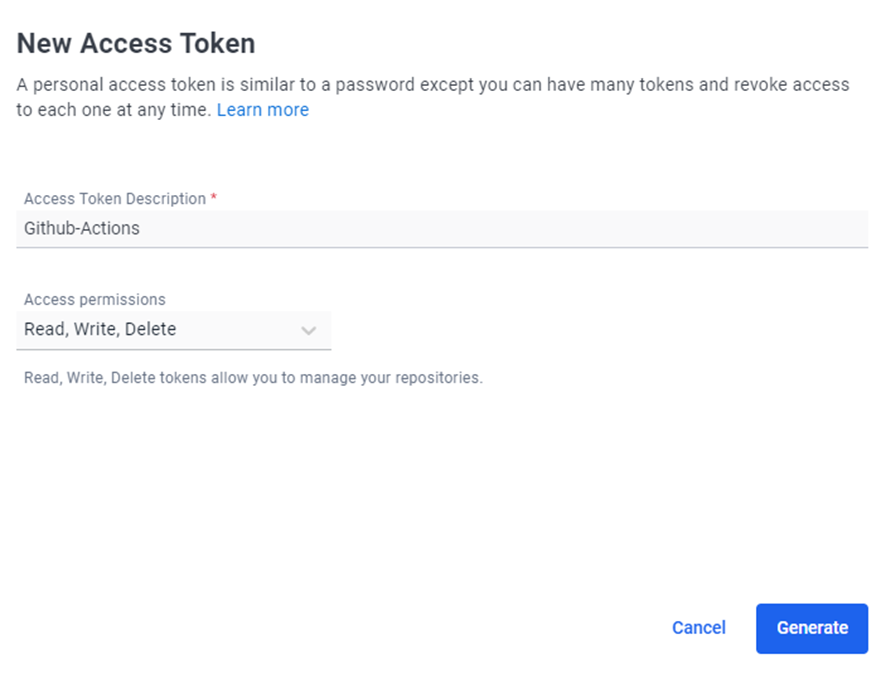 New Access Token
A personal access token is similar to a password except you can have many tokens and revoke access
to each one at any time. Learn more
Access Token Description *
Github-Actions
Access permissions
Read, Write, Delete
Read, Write, Delete tokens allow you to manage your repositories.
Cancel
Generate